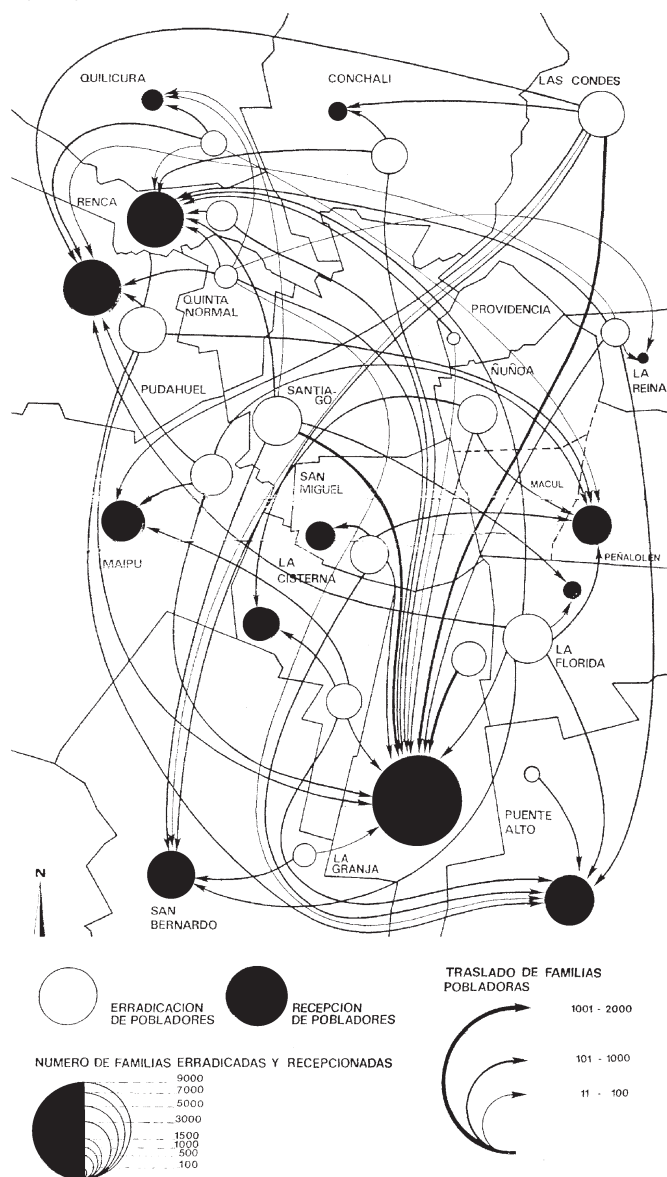 QUILICURA
CONCHALI
LAS CONDES
RENCA
QUINTA
NORMAL
PROVIDENCIA
LA
REINA
PUDAHUEL
SANTIA-
GO
ÑUÑOA
SAN
MIGUEL
MACUL
MAIPU
LA
CISTERNA
PEÑALOLEN
LA
FLORIDA
PUENTE
ALTO
LA
GRANJA
N
SAN
BERNARDO
ERRADICACION
DE POBLADORES
RECEPCION
DE POBLADORES
TRASLADO DE FAMILIAS
POBLADORAS
1001 - 2000
101 - 1000
11 - 100
NUMERO DE FAMILIAS ERRADICADAS Y RECEPCIONADAS
9000
7000
5000
3000
1500
1000
500
100